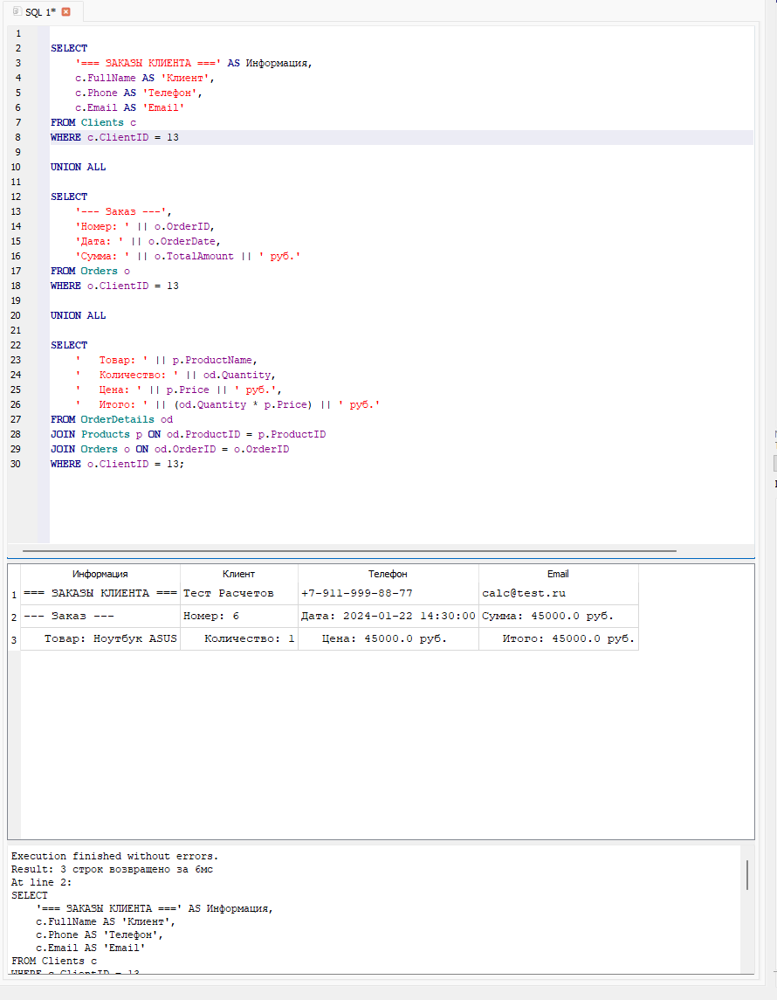 SQL 1*
1
2 SELECT
3 '=== ЗАКАЗЫ КЛИЕНТА ===' AS Информация,
4 c.FullName AS 'Клиент',
5 c.Phone AS 'Телефон',
6 c.Email AS 'Email'
7 FROM Clients c
8 WHERE c.ClientID = 13
9
10 UNION ALL
11
12 SELECT
13 '--- Заказ ---',
14 'Номер: ' || o.OrderID,
15 'Дата: ' || o.OrderDate,
16 'Сумма: ' || o.TotalAmount || ' руб.'
17 FROM Orders o
18 WHERE o.ClientID = 13
19
20 UNION ALL
21
22 SELECT
23 '   Товар: ' || p.ProductName,
24 '   Количество: ' || od.Quantity,
25 '   Цена: ' || p.Price || ' руб.',
26 '   Итого: ' || (od.Quantity * p.Price) || ' руб.'
27 FROM OrderDetails od
28 JOIN Products p ON od.ProductID = p.ProductID
29 JOIN Orders o ON od.OrderID = o.OrderID
30 WHERE o.ClientID = 13;
Информация Клиент Телефон Email
1 === ЗАКАЗЫ КЛИЕНТА === Тест Расчетов +7-911-999-88-77 calc@test.ru
2 --- Заказ --- Номер: 6 Дата: 2024-01-22 14:30:00 Сумма: 45000.0 руб.
3 Товар: Ноутбук ASUS Количество: 1 Цена: 45000.0 руб. Итого: 45000.0 руб.
Execution finished without errors.
Result: 3 строк возвращено за 6мс
At line 2:
SELECT
'=== ЗАКАЗЫ КЛИЕНТА ===' AS Информация,
c.FullName AS 'Клиент',
c.Phone AS 'Телефон',
c.Email AS 'Email'
FROM Clients c
WHERE c.ClientID = 13